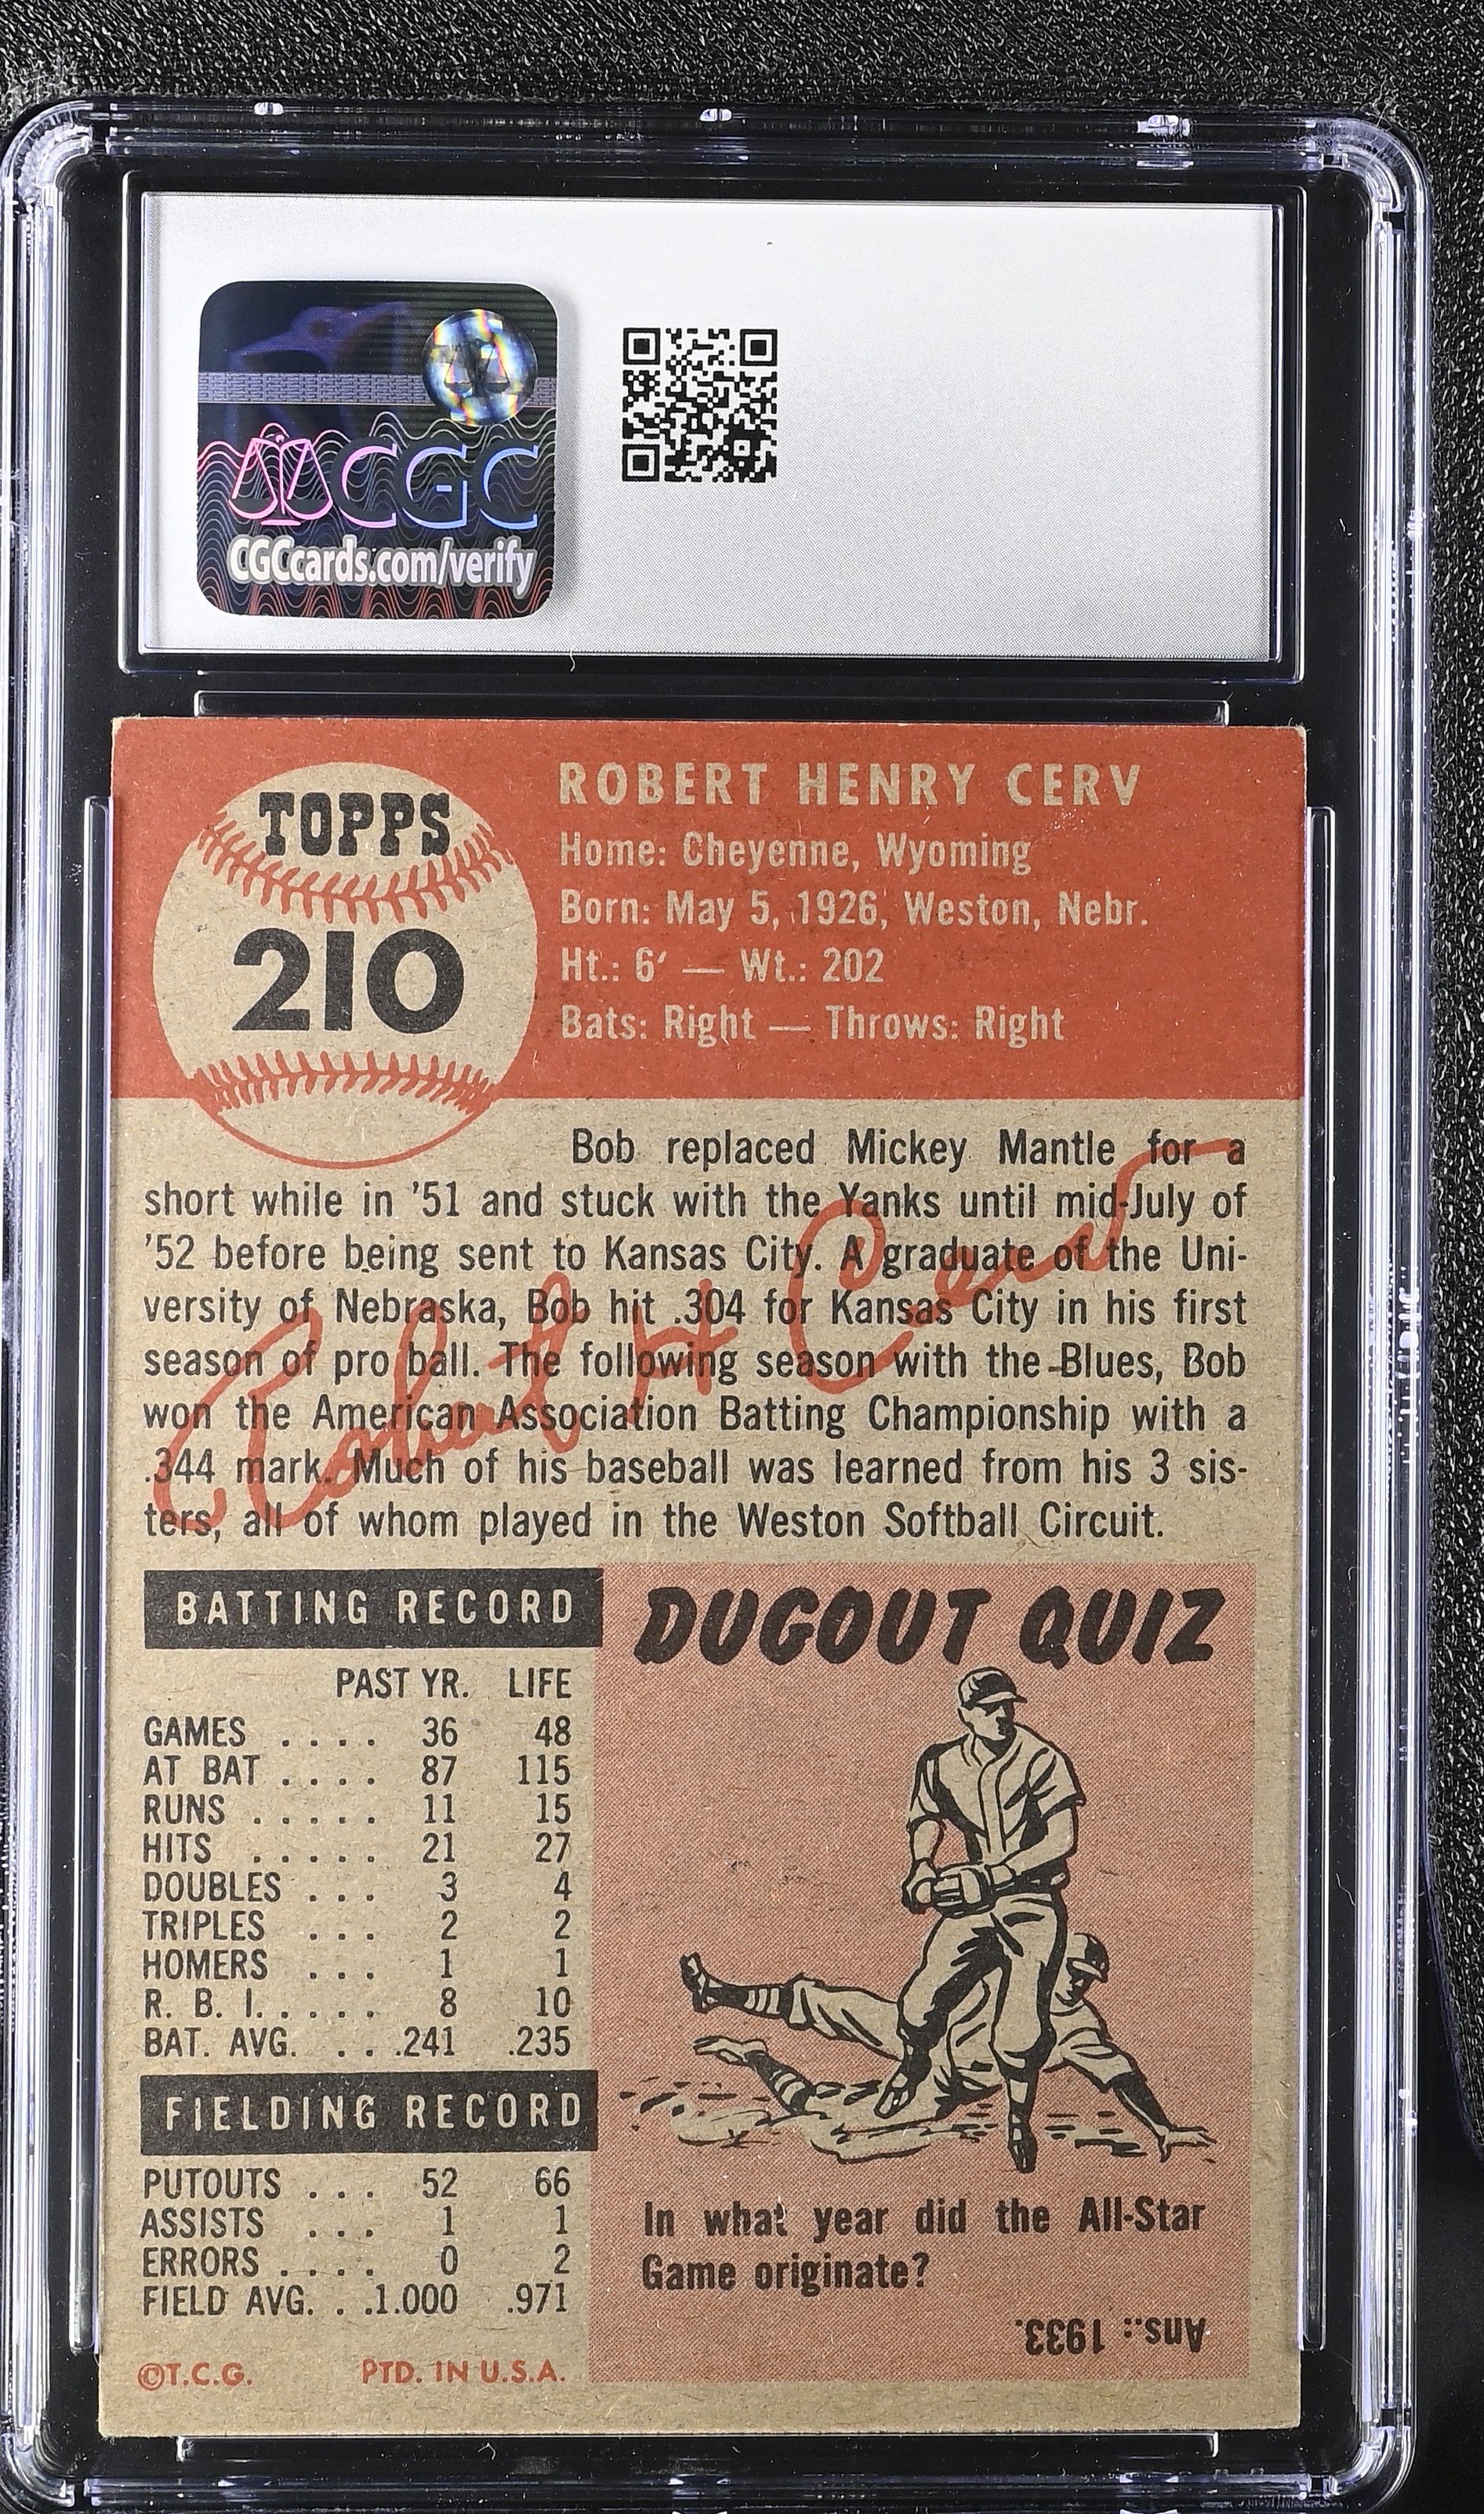 CGC
CGCcards.com/verify
TOPPS
210
ROBERT HENRY CERV
Home: Cheyenne, Wyoming
Born: May 5, 1926, Weston, Nebr.
Ht.: 6′ — Wt.: 202
Bats: Right — Throws: Right
Bob replaced Mickey Mantle for a
short while in '51 and stuck with the Yanks until mid-July of
'52 before being sent to Kansas City. A graduate of the Uni-
versity of Nebraska, Bob hit .304 for Kansas City in his first
season of pro ball. The following season with the Blues, Bob
won the American Association Batting Championship with a
.344 mark. Much of his baseball was learned from his 3 sis-
ters, all of whom played in the Weston Softball Circuit.
Robert H Cerv
BATTING RECORD
PAST YR. LIFE
GAMES .... 36 48
AT BAT .... 87 115
RUNS ..... 11 15
HITS ..... 21 27
DOUBLES ... 3 4
TRIPLES ... 2 2
HOMERS ... 1 1
R. B. I. .... 8 10
BAT. AVG. ... .241 .235
FIELDING RECORD
PUTOUTS ... 52 66
ASSISTS ... 1 1
ERRORS .... 0 2
FIELD AVG. ..1.000 .971
©T.C.G. PTD. IN U.S.A.
DUGOUT QUIZ
In what year did the All-Star
Game originate?
Ans.: 1933.